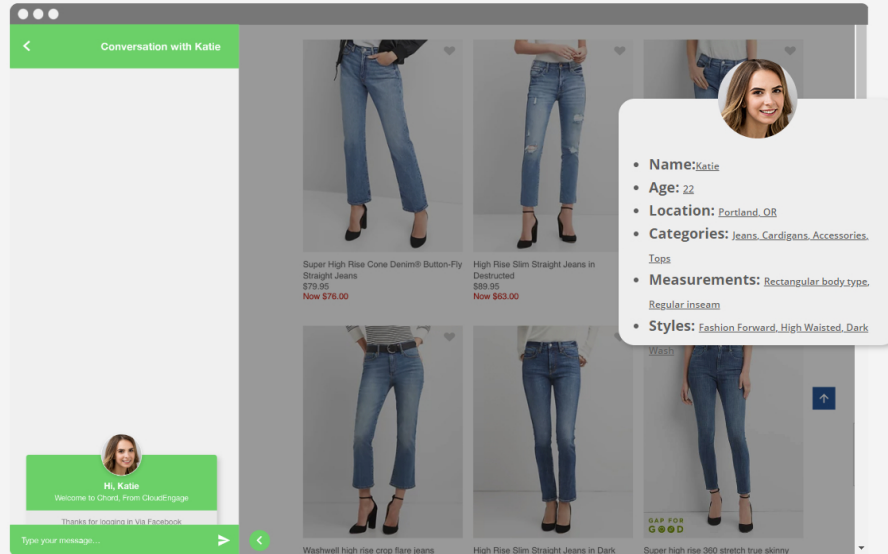 Conversation with Katie
Name:Katie
Age: 22
Location: Portland, OR
Categories: Jeans, Cardigans, Accessories,
Tops
Measurements: Rectangular body type,
Regular inseam
Styles: Fashion Forward, High Waisted, Dark
Wash
Super High Rise Cone Denim® Button-Fly
Straight Jeans
$79.95
Now $76.00
High Rise Slim Straight Jeans in
Destructed
$89.95
Now $63.00
Hi, Katie
Welcome to Chord, From CloudEngage
Thanks for logging in Via Facebook
Type your message...
GAP FOR
GOOD
Washwell high rise crop flare jeans
High Rise Slim Straight Jeans in Dark
Super high rise 360 stretch true skinny